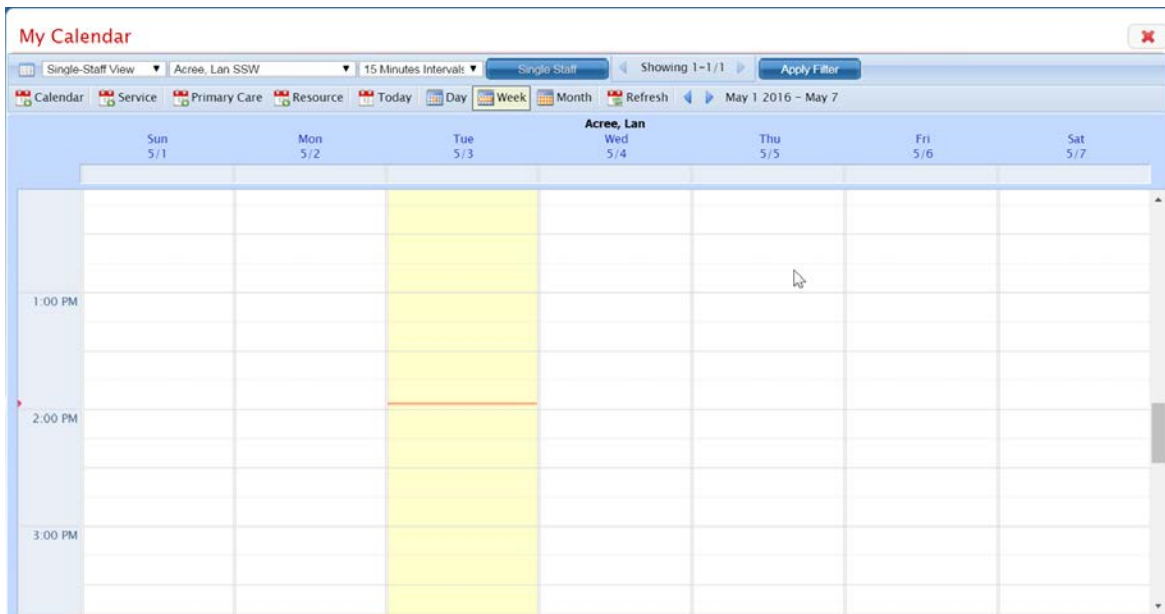 My Calendar
Single-Staff View Acree, Lan SSW 15 Minutes Intervals Single Staff Showing 1-1/1 Apply Filter
Calendar Service Primary Care Resource Today Day Week Month Refresh May 1 2016 - May 7
Acree, Lan
Sun Mon Tue Wed Thu Fri Sat
5/1 5/2 5/3 5/4 5/5 5/6 5/7
1:00 PM
2:00 PM
3:00 PM